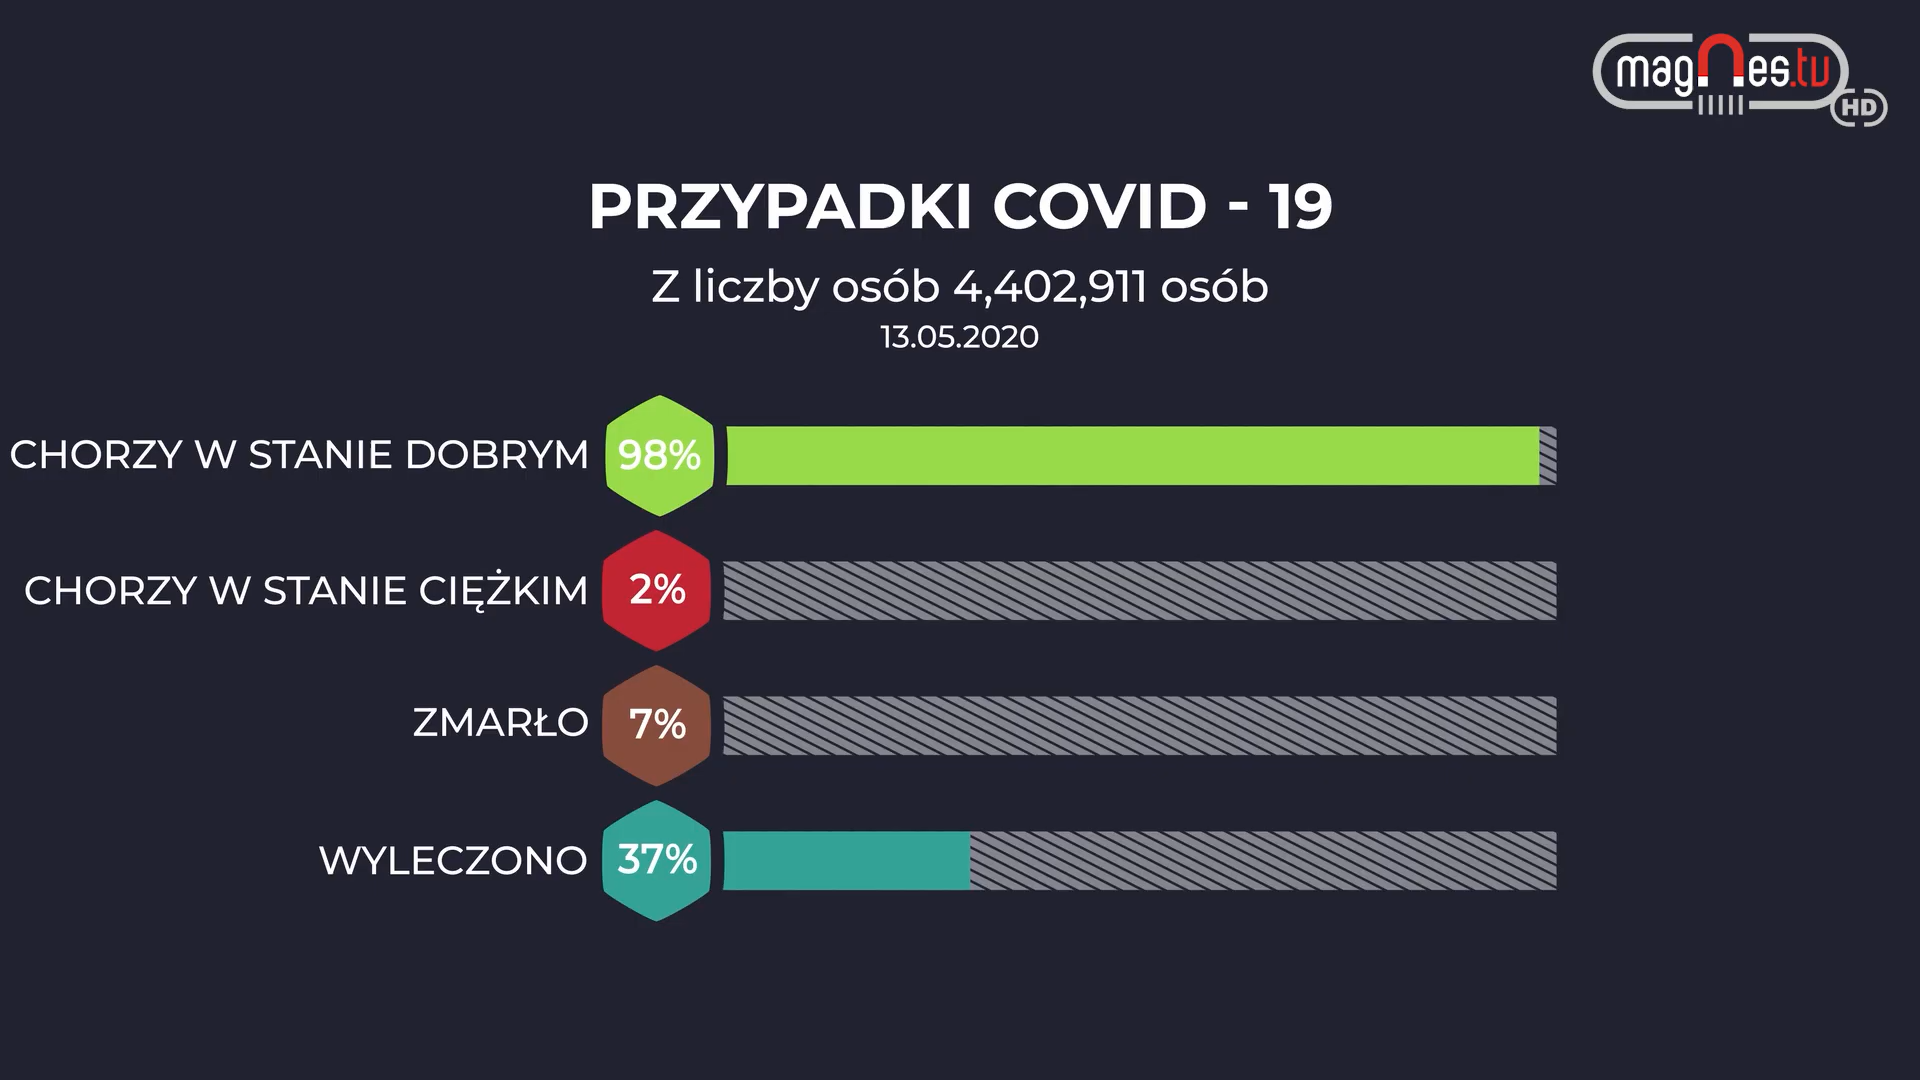 magnes.tv
HD
PRZYPADKI COVID - 19
Z liczby osób 4,402,911 osób
13.05.2020
CHORZY W STANIE DOBRYM 98%
CHORZY W STANIE CIĘŻKIM 2%
ZMARŁO 7%
WYLECZONO 37%